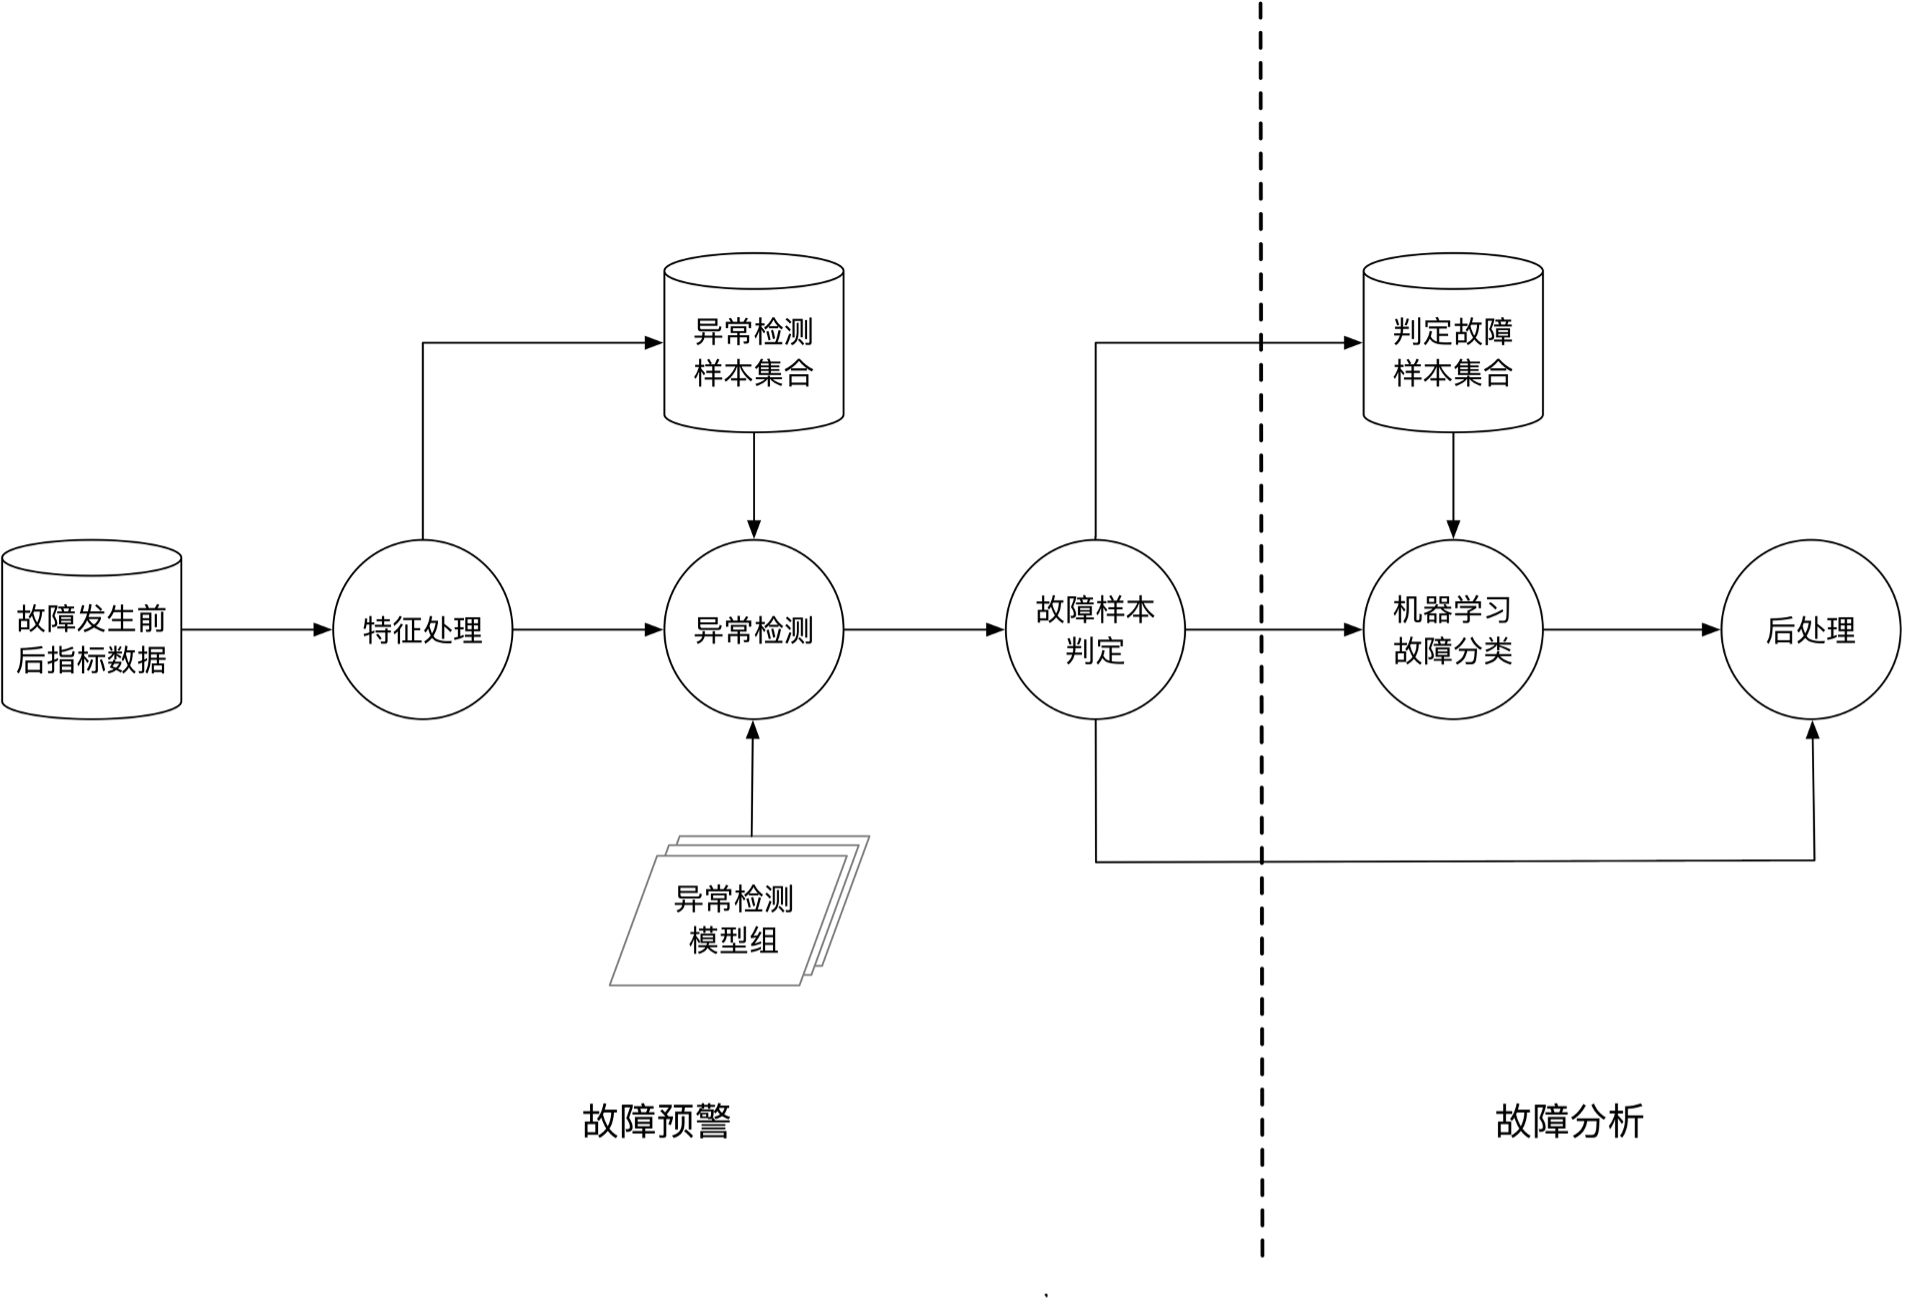 异常检测
样本集合
判定故障
样本集合
故障发生前
后指标数据
特征处理
异常检测
故障样本
判定
机器学习
故障分类
后处理
异常检测
模型组
故障预警
故障分析